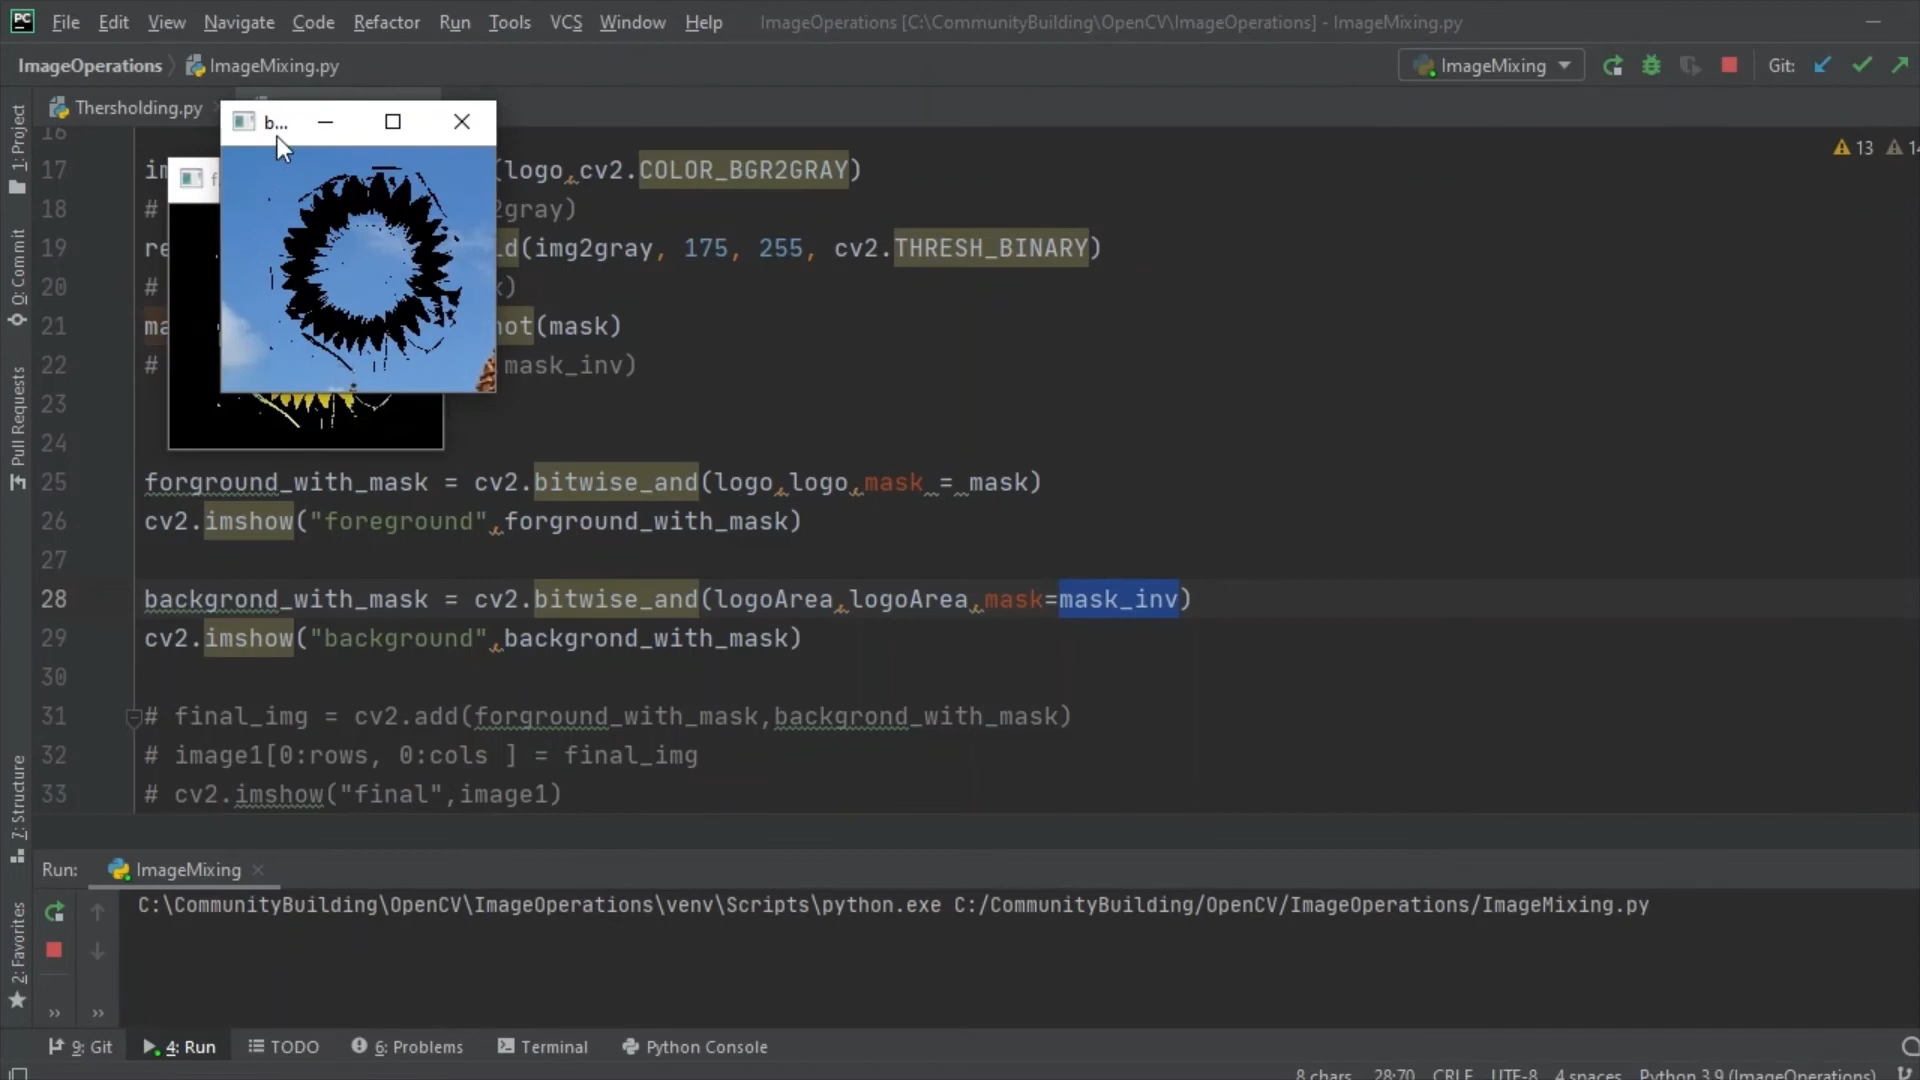 File Edit View Navigate Code Refactor Run Tools VCS Window Help ImageOperations [C:\CommunityBuilding\OpenCV\ImageOperations] - ImageMixing.py
ImageOperations ImageMixing.py ImageMixing Git:
Thersholding.py
b...
16
17 (logo,cv2.COLOR_BGR2GRAY) 13
18 # 2gray)
19 re ld(img2gray, 175, 255, cv2.THRESH_BINARY)
20 # )
21 ma not(mask)
22 # mask_inv)
23
24
25 forground_with_mask = cv2.bitwise_and(logo,logo,mask = mask)
26 cv2.imshow("foreground",forground_with_mask)
27
28 backgrond_with_mask = cv2.bitwise_and(logoArea,logoArea,mask=mask_inv)
29 cv2.imshow("background",backgrond_with_mask)
30
31 # final_img = cv2.add(forground_with_mask,backgrond_with_mask)
32 # image1[0:rows, 0:cols ] = final_img
33 # cv2.imshow("final",image1)
1: Project
0: Commit
Pull Requests
7: Structure
2: Favorites
Run: ImageMixing
C:\CommunityBuilding\OpenCV\ImageOperations\venv\Scripts\python.exe C:/CommunityBuilding/OpenCV/ImageOperations/ImageMixing.py
9: Git 4: Run TODO 6: Problems Terminal Python Console
8 chars 28:70 CRLF UTF-8 4 spaces Python 3.9 (ImageOperations)